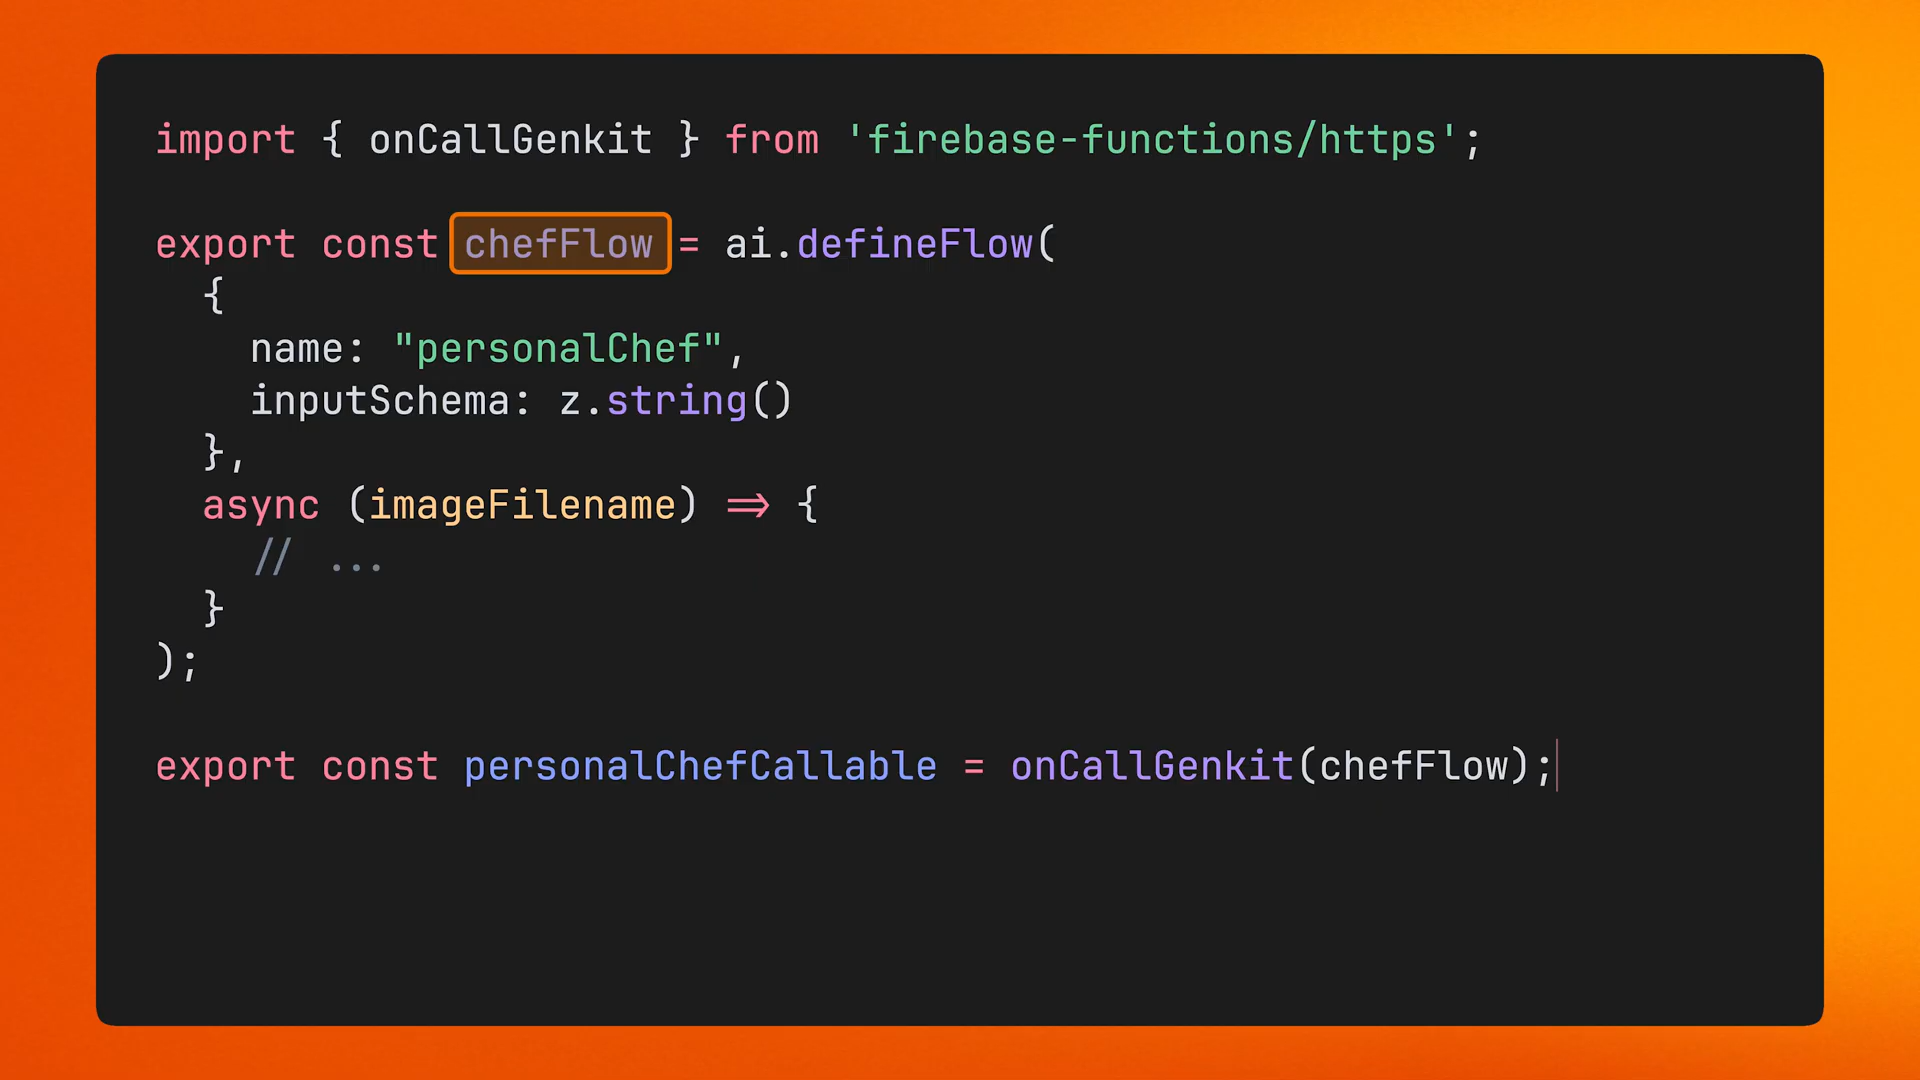 import { onCallGenkit } from 'firebase-functions/https';
export const chefFlow = ai.defineFlow(
  {
    name: "personalChef",
    inputSchema: z.string()
  },
  async (imageFilename) => {
    // ...
  }
);
export const personalChefCallable = onCallGenkit(chefFlow);